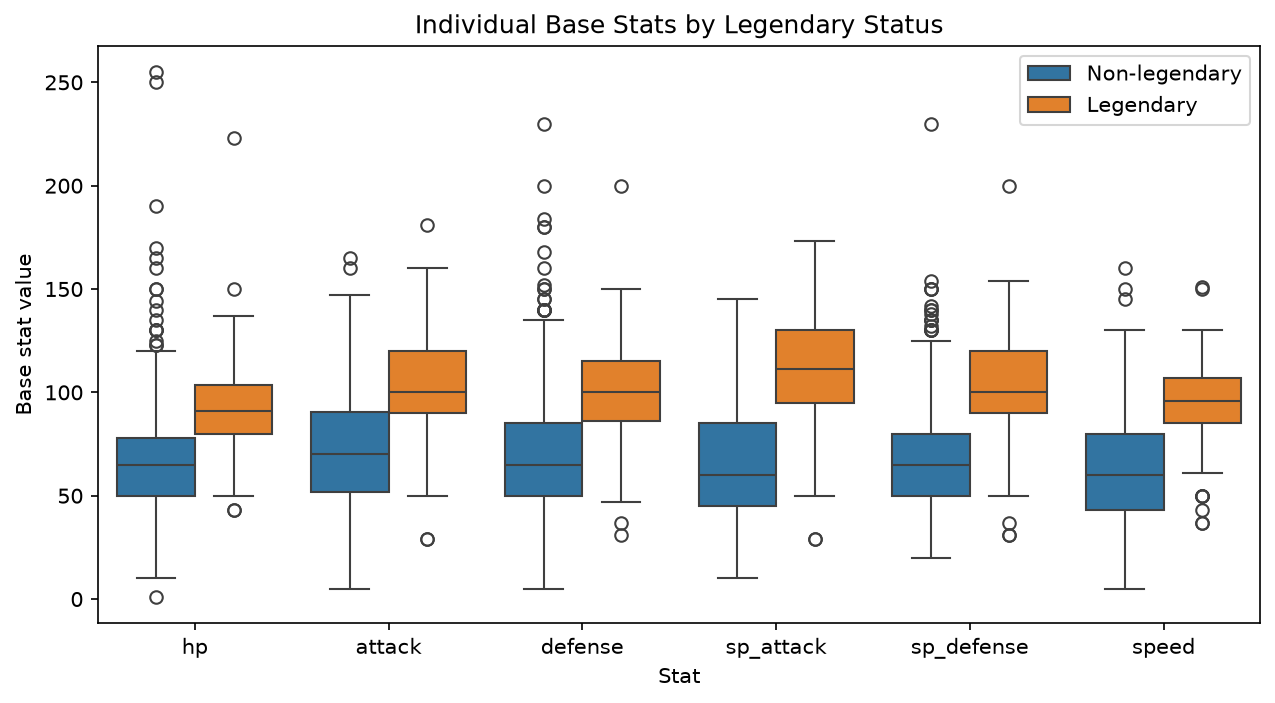 Individual Base Stats by Legendary Status
Non-legendary
Legendary
Base stat value
250
200
150
100
50
0
hp attack defense sp_attack sp_defense speed
Stat